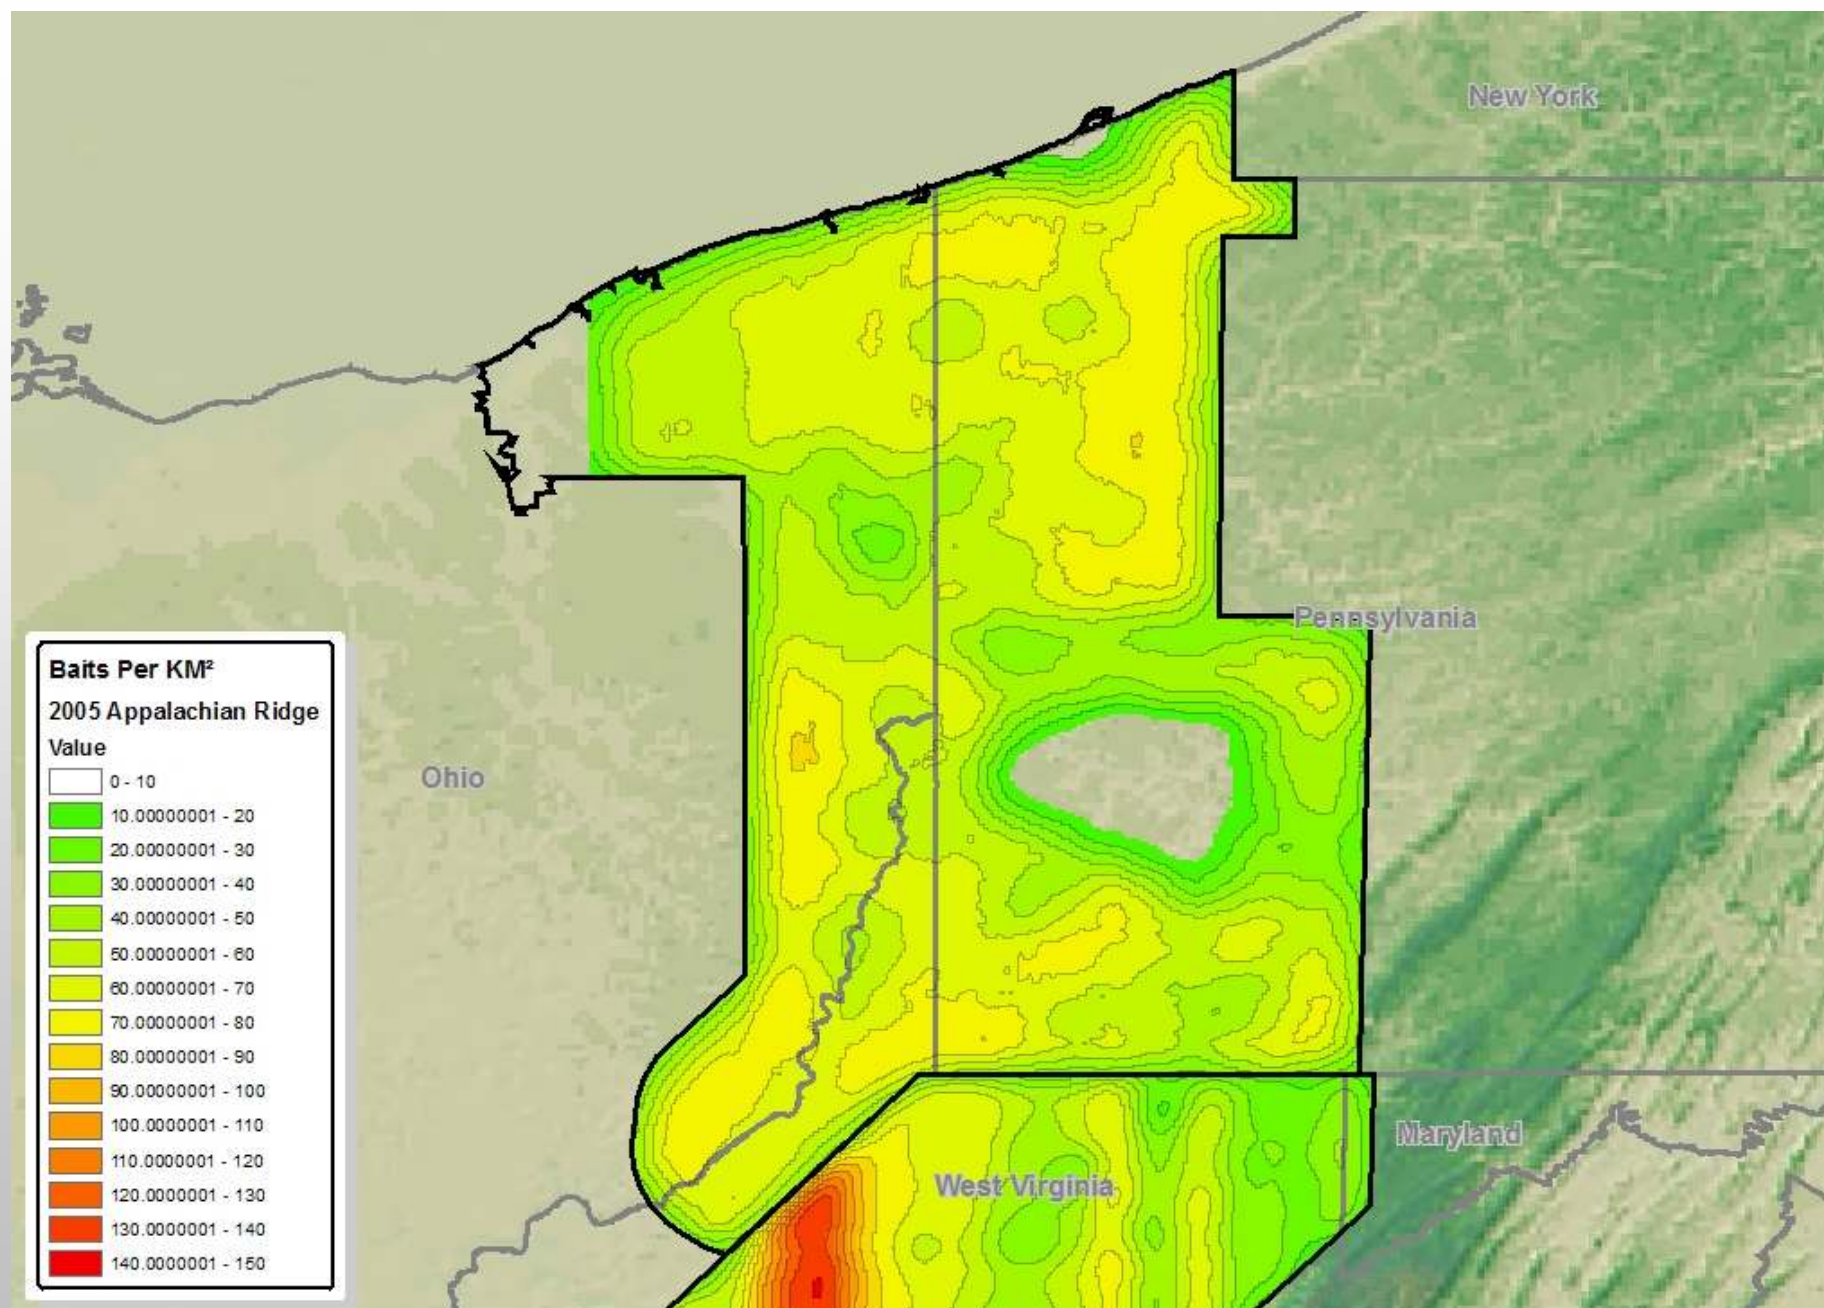 New York
Pennsylvania
Ohio
Maryland
West Virginia
Baits Per KM²
2005 Appalachian Ridge
Value
0 - 10
10.00000001 - 20
20.00000001 - 30
30.00000001 - 40
40.00000001 - 50
50.00000001 - 60
60.00000001 - 70
70.00000001 - 80
80.00000001 - 90
90.00000001 - 100
100.0000001 - 110
110.0000001 - 120
120.0000001 - 130
130.0000001 - 140
140.0000001 - 150